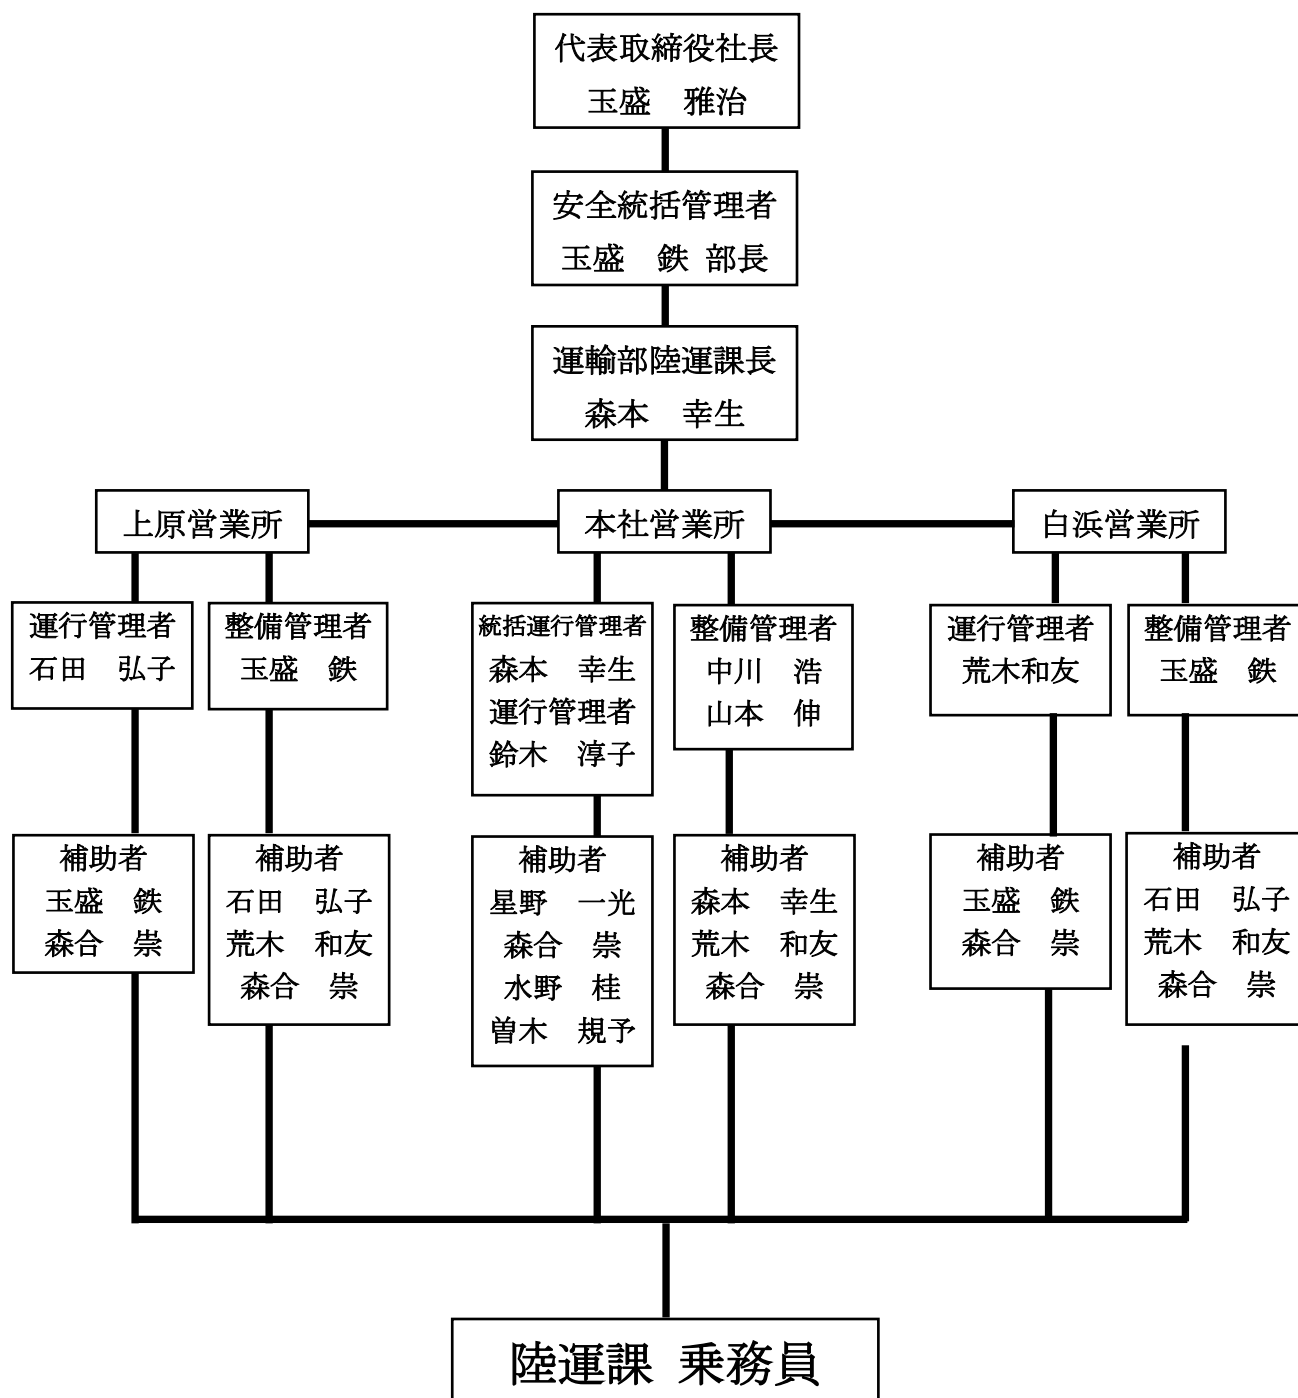 代表取締役社長
玉盛　雅治
安全統括管理者
玉盛　鉄 部長
運輸部陸運課長
森本　幸生
上原営業所
本社営業所
白浜営業所
運行管理者
石田　弘子
整備管理者
玉盛　鉄
統括運行管理者
森本　幸生
運行管理者
鈴木　淳子
整備管理者
中川　浩
山本　伸
運行管理者
荒木和友
整備管理者
玉盛　鉄
補助者
玉盛　鉄
森合　崇
補助者
石田　弘子
荒木　和友
森合　崇
補助者
星野　一光
森合　崇
水野　桂
曽木　規予
補助者
森本　幸生
荒木　和友
森合　崇
補助者
玉盛　鉄
森合　崇
補助者
石田　弘子
荒木　和友
森合　崇
陸運課 乗務員